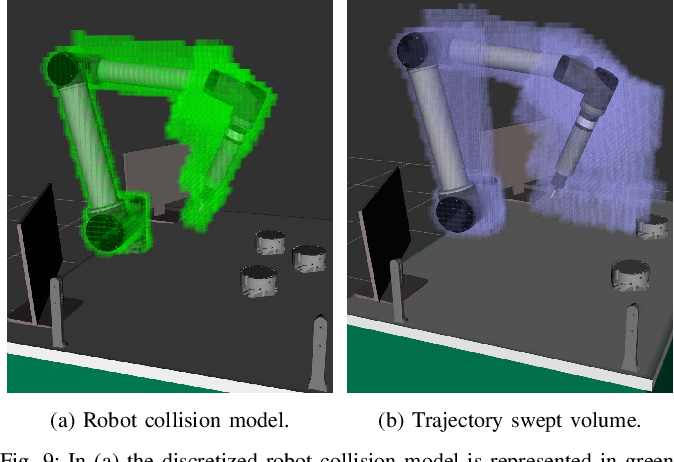 (a) Robot collision model.
(b) Trajectory swept volume.
Fig. 9: In (a) the discretized robot collision model is represented in green